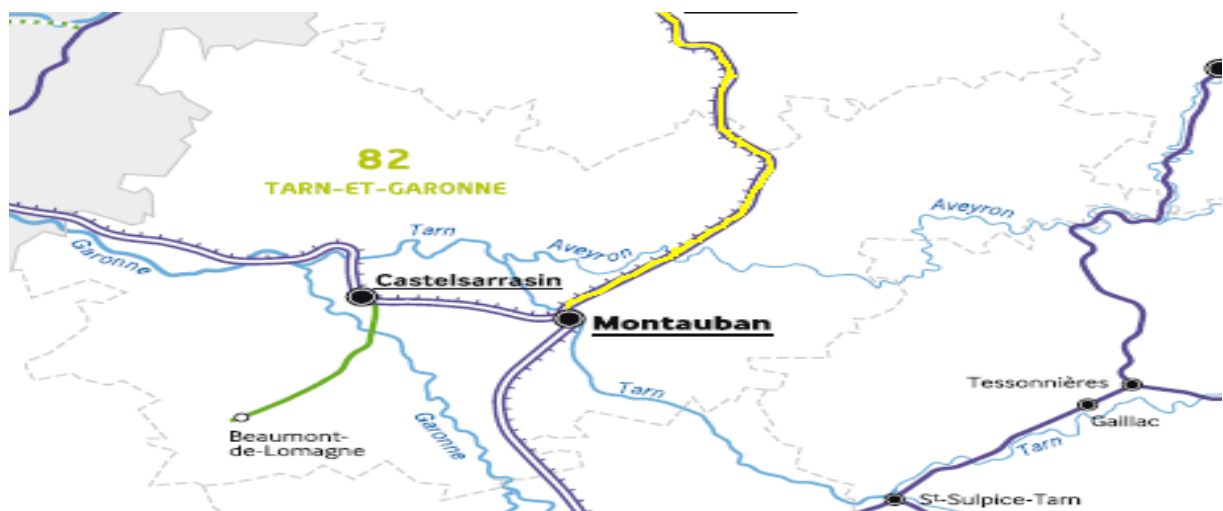 82
TARN-ET-GARONNE
Garonne
Tarn
Aveyron
Aveyron
Castelsarrasin
Montauban
Tarn
Garonne
Beaumont-
de-Lomagne
Tessonnières
Gaillac
Tarn
St-Sulpice-Tarn